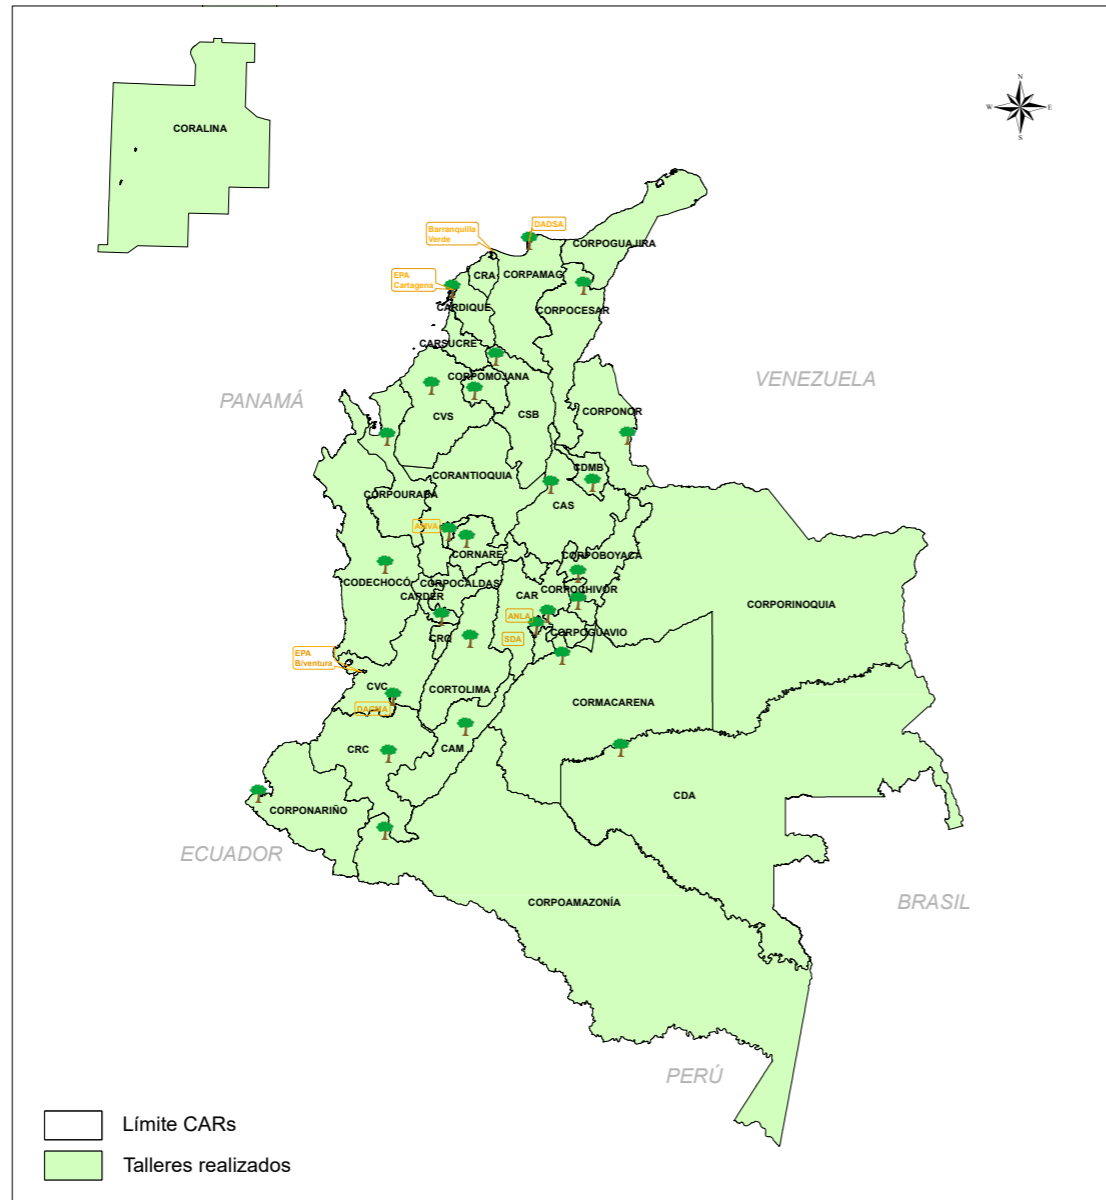 N
W
E
S
CORALINA
DADSA
Barranquilla
Verde
CORPOGUAJIRA
EPA
Cartagena
CRA
CORPAMAG
CARDIQUE
CORPOCESAR
CARSUCRE
CORPOMOJANA
VENEZUELA
PANAMÁ
CVS
CSB
CORPONOR
CORANTIOQUIA
CDMB
CORPOURABA
CAS
AMVA
CORNARE
CORPOBOYACA
CODECHOCO
CORPOCALDAS
CARDER
CAR
CORPOCHIVOR
CORPORINOQUIA
ANLA
CRQ
SDA
CORPOGUAVIO
EPA
B/ventura
CVC
CORTOLIMA
DAGMA
CORMACARENA
CRC
CAM
CDA
CORPONARIÑO
ECUADOR
CORPOAMAZONÍA
BRASIL
PERÚ
Límite CARs
Talleres realizados